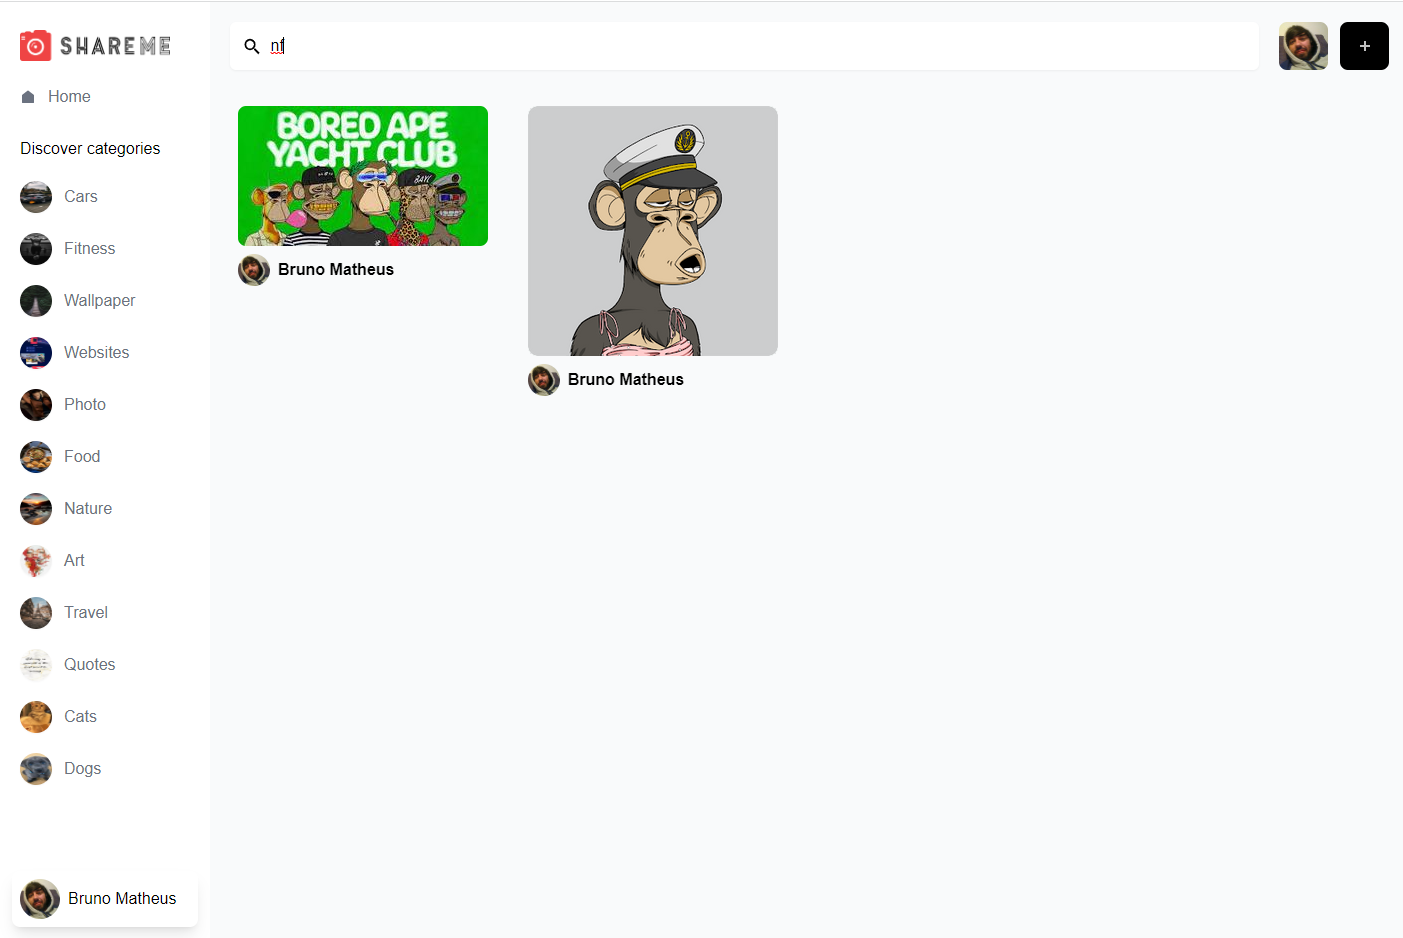 SHAREME
nf
+
Home
Discover categories
Cars
Fitness
Wallpaper
Websites
Photo
Food
Nature
Art
Travel
Quotes
Cats
Dogs
Bruno Matheus
BORED APE
YACHT CLUB
BAYC
Bruno Matheus
Bruno Matheus